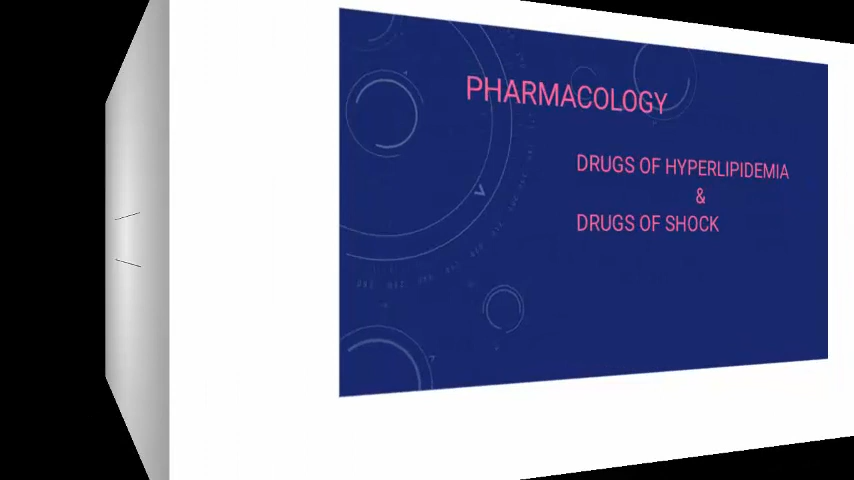 PHARMACOLOGY
DRUGS OF HYPERLIPIDEMIA
&
DRUGS OF SHOCK